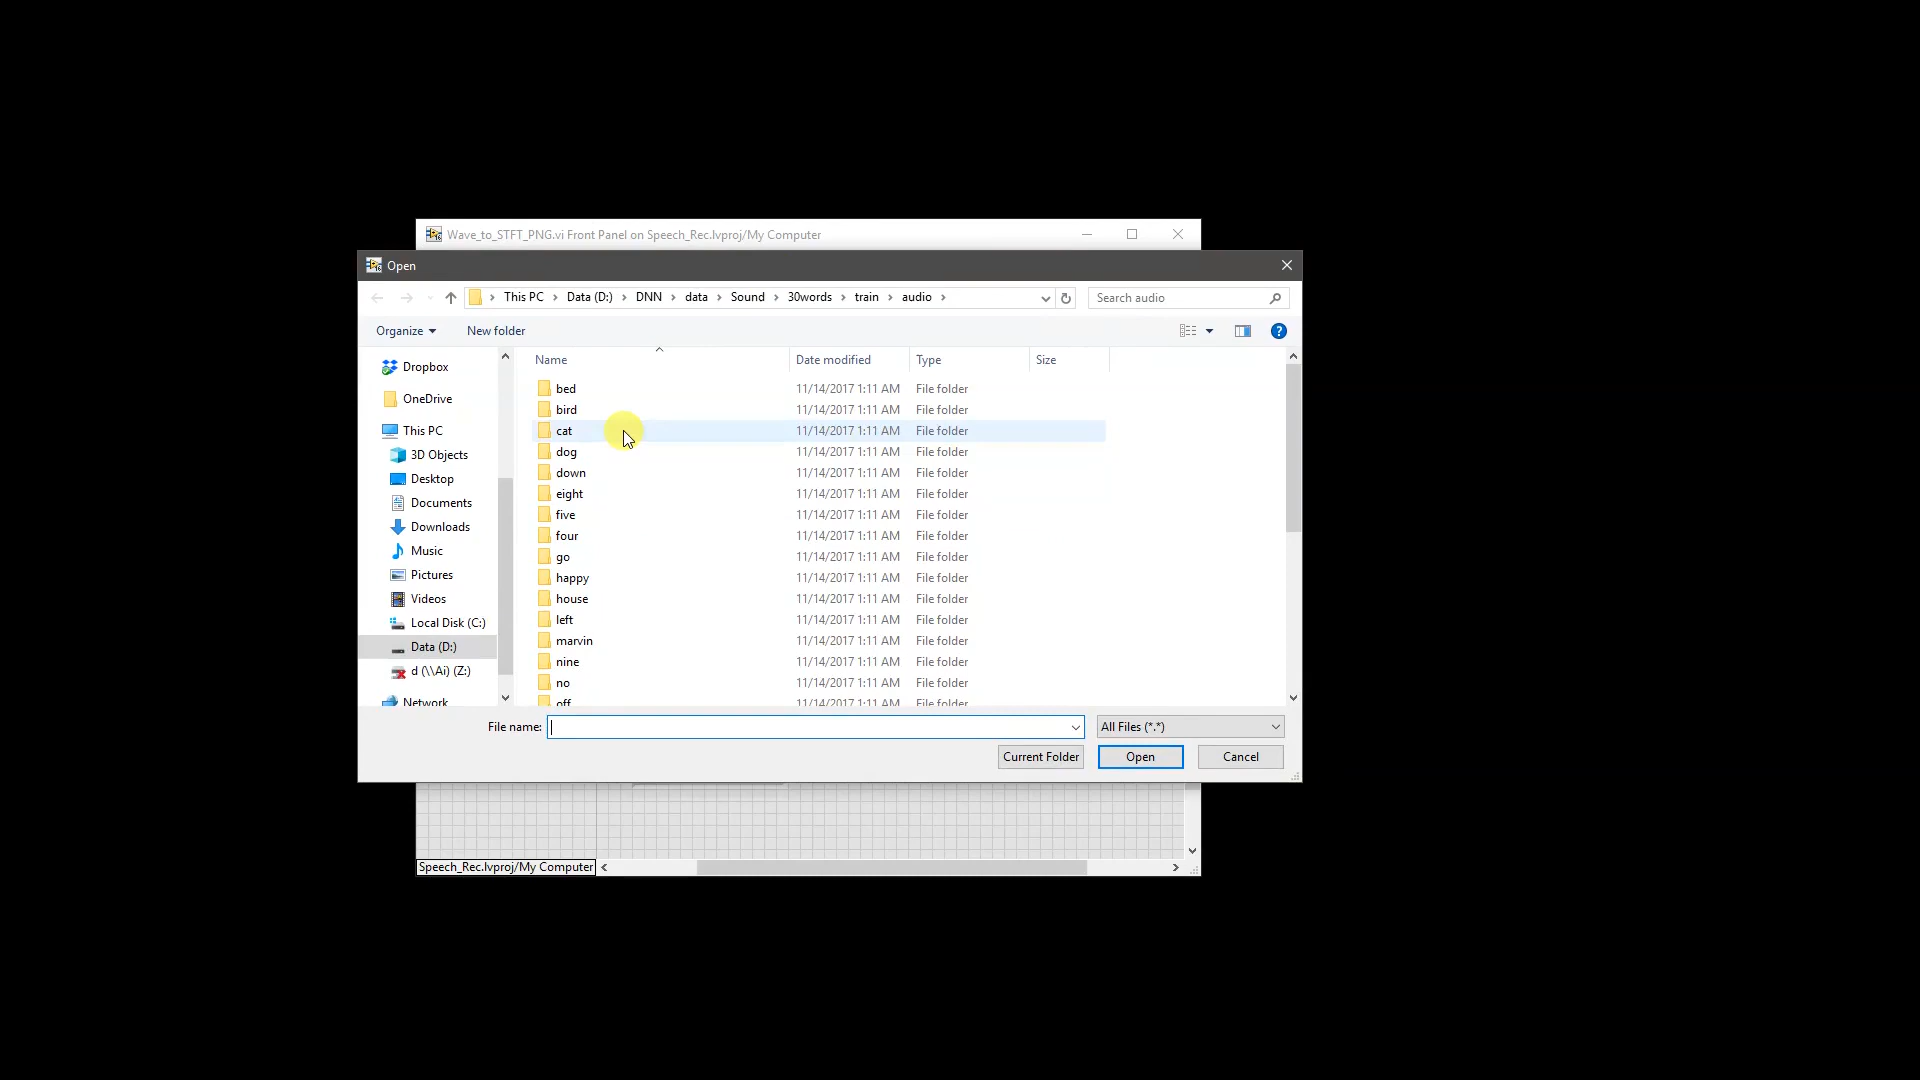 Wave_to_STFT_PNG.vi Front Panel on Speech_Rec.lvproj/My Computer
Open
This PC > Data (D:) > DNN > data > Sound > 30words > train > audio >
Search audio
Organize
New folder
?
Name Date modified Type Size
Dropbox
OneDrive
This PC
3D Objects
Desktop
Documents
Downloads
Music
Pictures
Videos
Local Disk (C:)
Data (D:)
d (\\Ai) (Z:)
Network
bed 11/14/2017 1:11 AM File folder
bird 11/14/2017 1:11 AM File folder
cat 11/14/2017 1:11 AM File folder
dog 11/14/2017 1:11 AM File folder
down 11/14/2017 1:11 AM File folder
eight 11/14/2017 1:11 AM File folder
five 11/14/2017 1:11 AM File folder
four 11/14/2017 1:11 AM File folder
go 11/14/2017 1:11 AM File folder
happy 11/14/2017 1:11 AM File folder
house 11/14/2017 1:11 AM File folder
left 11/14/2017 1:11 AM File folder
marvin 11/14/2017 1:11 AM File folder
nine 11/14/2017 1:11 AM File folder
no 11/14/2017 1:11 AM File folder
off 11/14/2017 1:11 AM File folder
File name:
All Files (*.*)
Current Folder
Open
Cancel
Speech_Rec.lvproj/My Computer